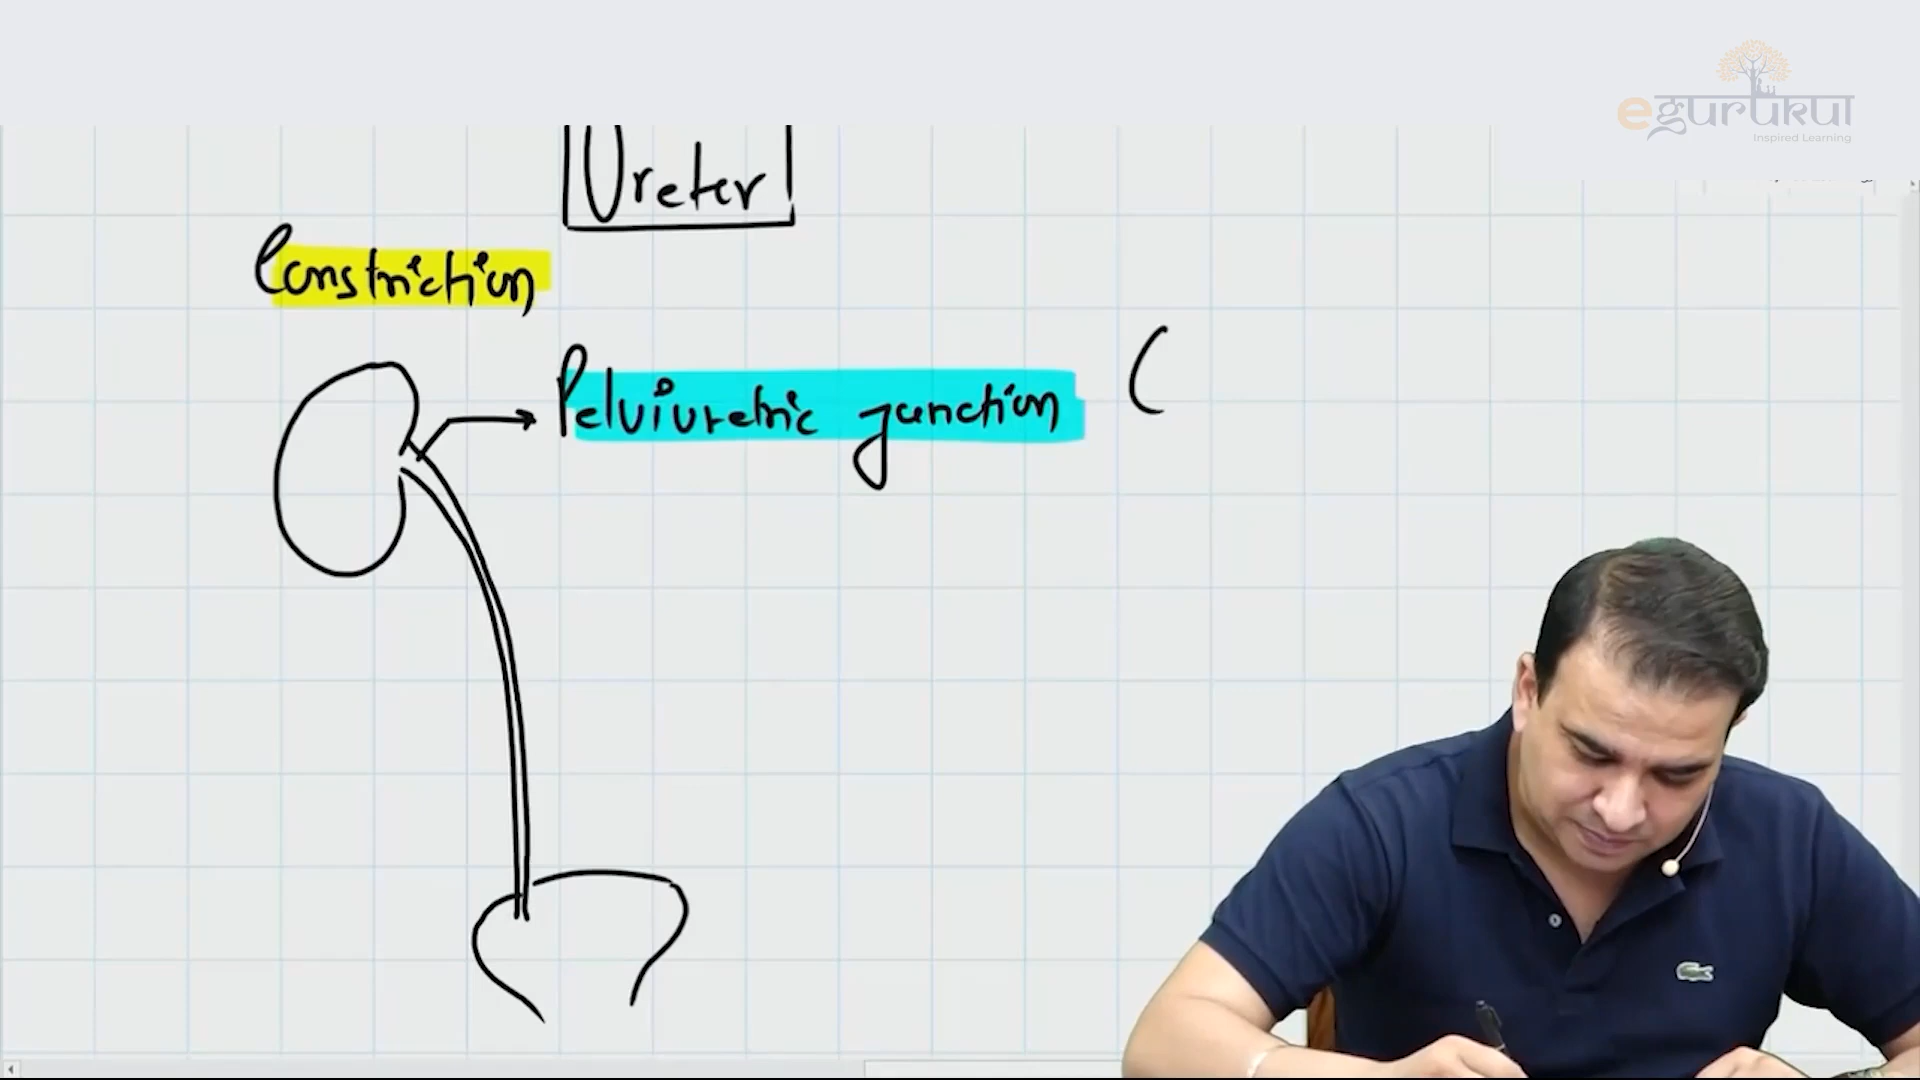 egurukul
Inspired Learning
Ureter
Constriction
Pelviuretric junction (